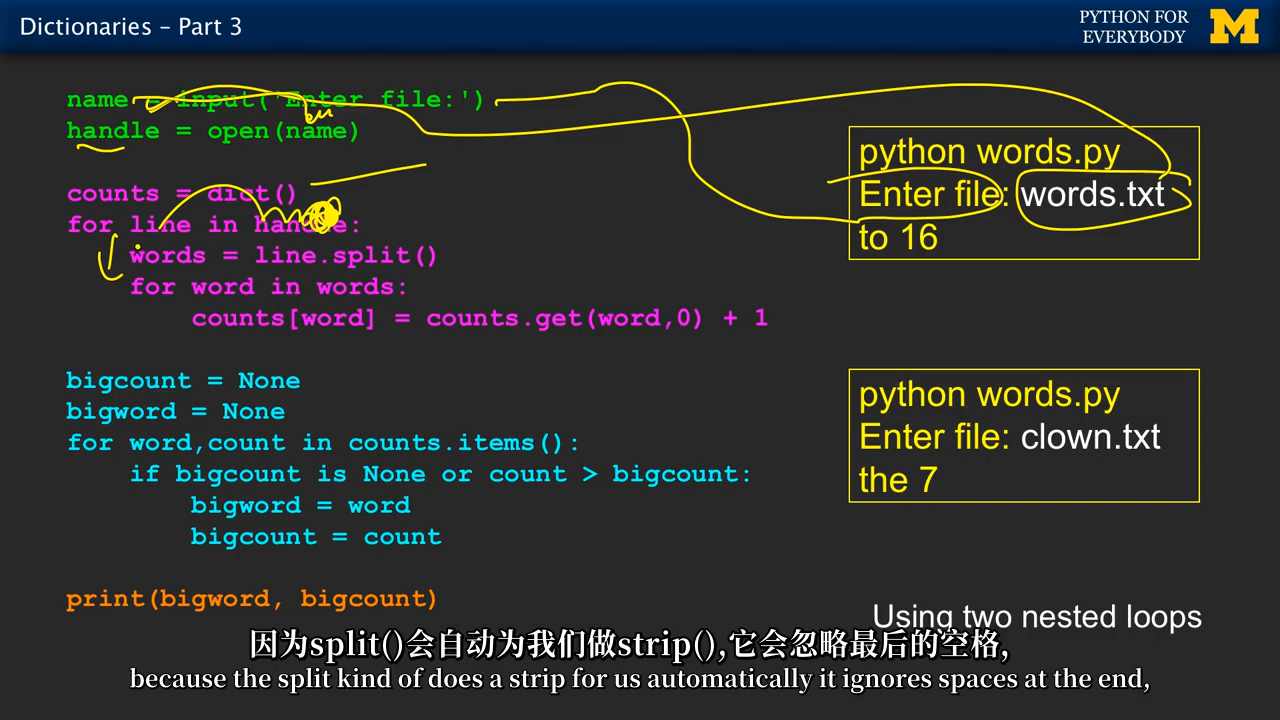 Dictionaries – Part 3
PYTHON FOR
EVERYBODY
M
name = input('Enter file:')
handle = open(name)
counts = dict()
for line in handle:
    words = line.split()
    for word in words:
        counts[word] = counts.get(word,0) + 1
bigcount = None
bigword = None
for word,count in counts.items():
    if bigcount is None or count > bigcount:
        bigword = word
        bigcount = count
print(bigword, bigcount)
python words.py
Enter file: words.txt
to 16
python words.py
Enter file: clown.txt
the 7
Using two nested loops
因为split()会自动为我们做strip(),它会忽略最后的空格,
because the split kind of does a strip for us automatically it ignores spaces at the end,